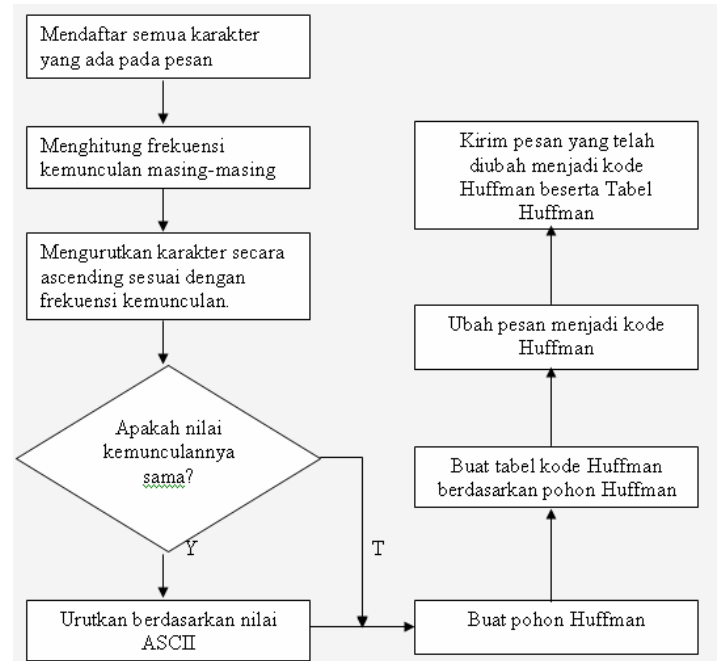 Mendaftar semua karakter
yang ada pada pesan
Menghitung frekuensi
kemunculan masing-masing
Mengurutkan karakter secara
ascending sesuai dengan
frekuensi kemunculan.
Apakah nilai
kemunculannya
sama?
Y
T
Urutkan berdasarkan nilai
ASCII
Buat pohon Huffman
Buat tabel kode Huffman
berdasarkan pohon Huffman
Ubah pesan menjadi kode
Huffman
Kirim pesan yang telah
diubah menjadi kode
Huffman beserta Tabel
Huffman